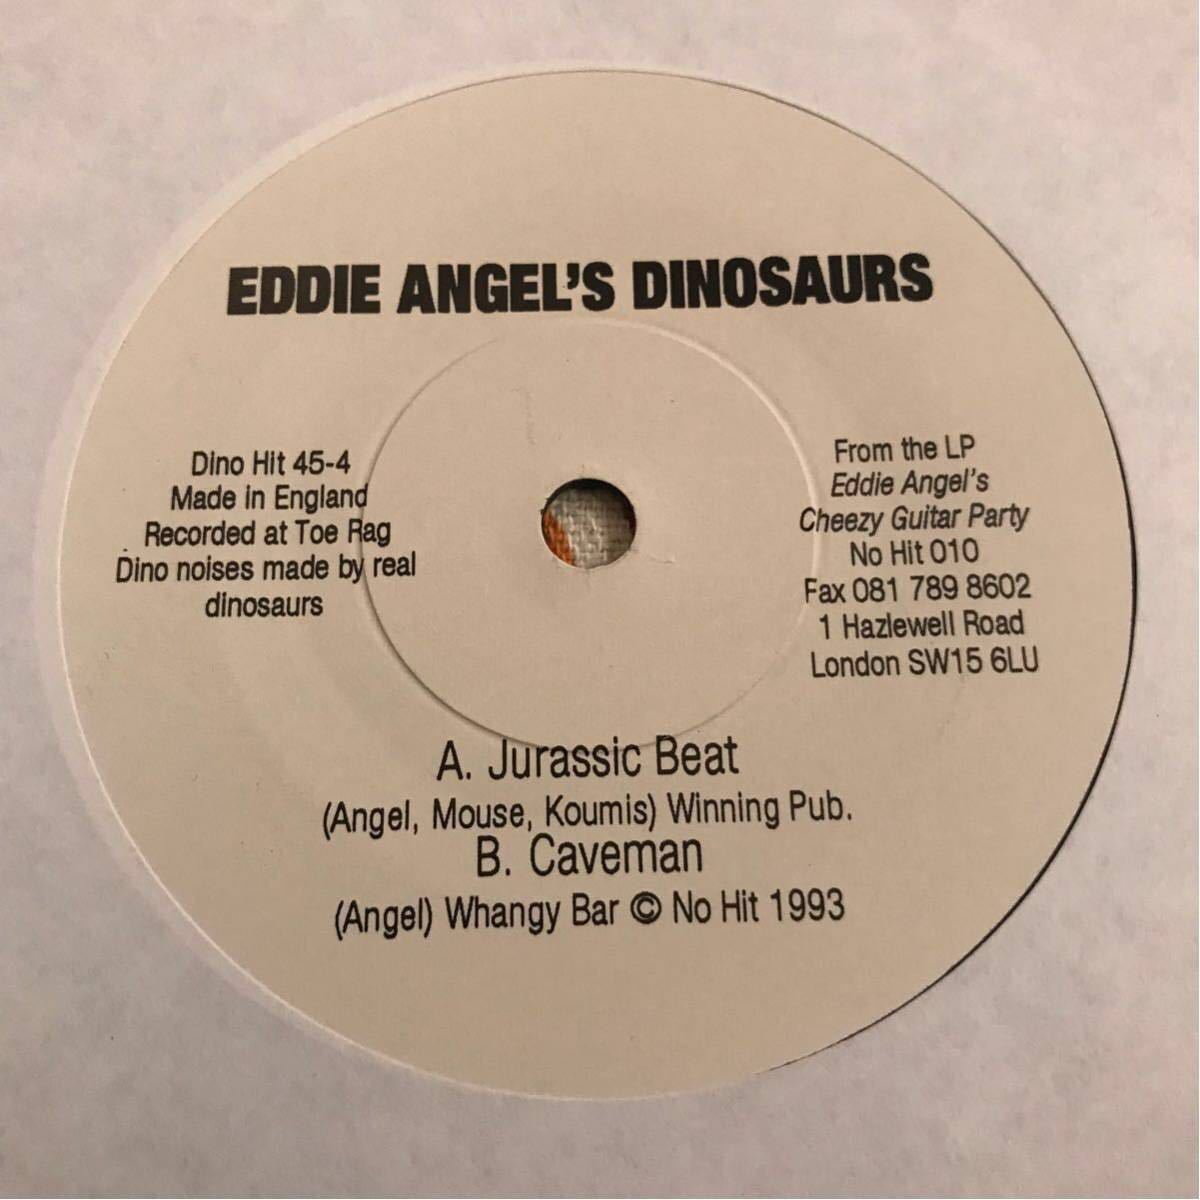 EDDIE ANGEL'S DINOSAURS
Dino Hit 45-4
Made in England
Recorded at Toe Rag
Dino noises made by real
dinosaurs
From the LP
Eddie Angel's
Cheezy Guitar Party
No Hit 010
Fax 081 789 8602
1 Hazlewell Road
London SW15 6LU
A. Jurassic Beat
(Angel, Mouse, Koumis) Winning Pub.
B. Caveman
(Angel) Whangy Bar © No Hit 1993